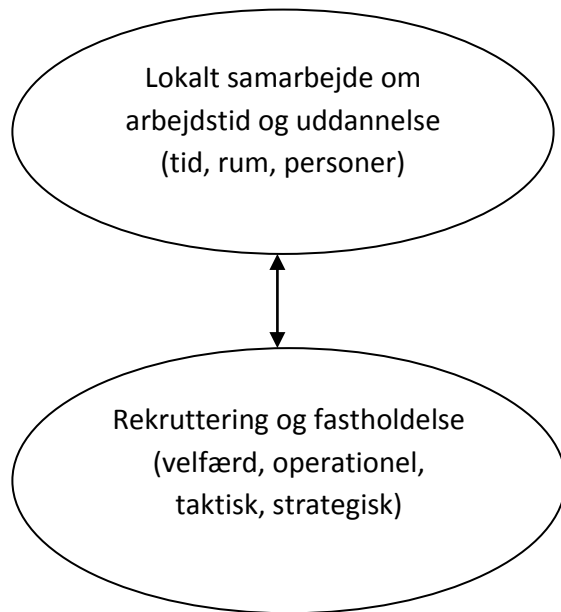 Lokalt samarbejde om
arbejdstid og uddannelse
(tid, rum, personer)
Rekruttering og fastholdelse
(velfærd, operationel,
taktisk, strategisk)